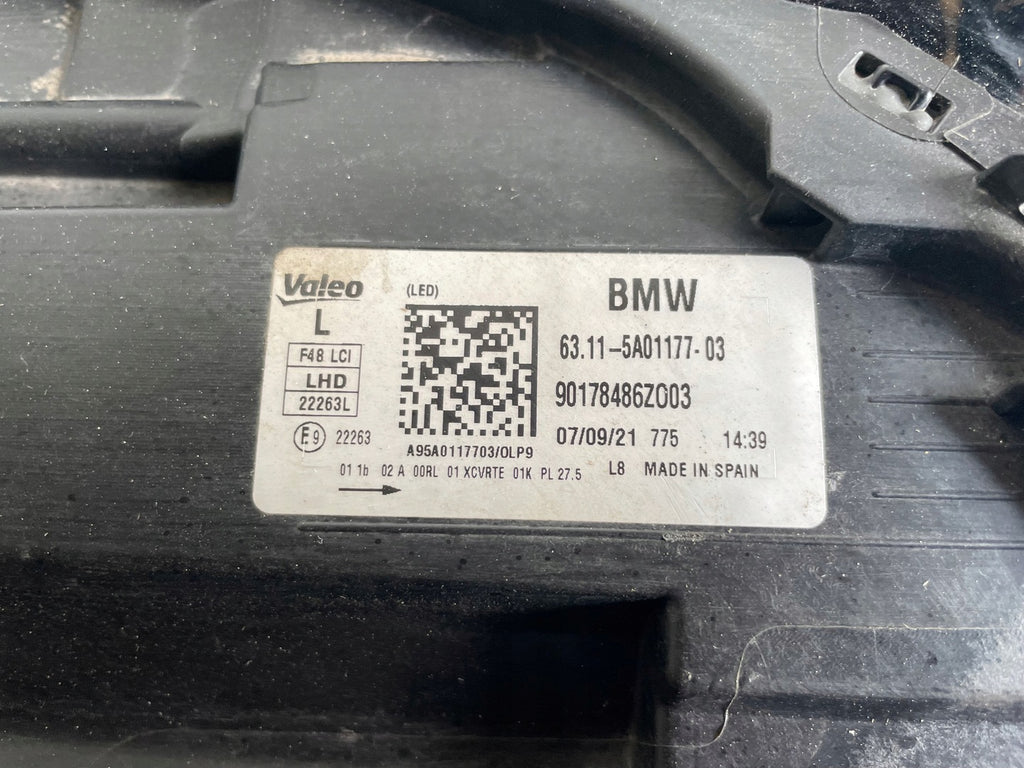 Valeo
(LED)
BMW
L
F48 LCI
LHD
22263L
E9 22263
63.11-5A01177-03
90178486Z003
07/09/21 775 14:39
A95A0117703/0LP9
01 1b 02 A 00RL 01 XCVRTE 01K PL 27.5
L8 MADE IN SPAIN